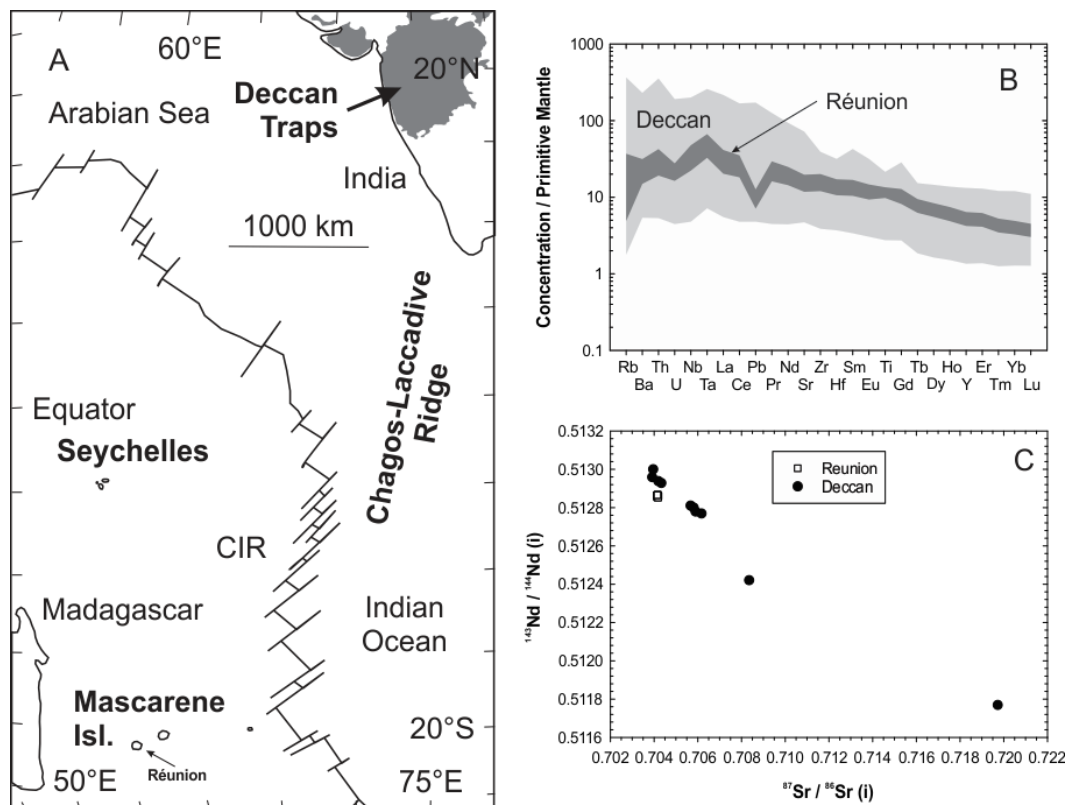 A
60°E
Arabian Sea
Deccan
Traps
20°N
India
1000 km
Chagos-Laccadive
Ridge
Equator
Seychelles
CIR
Madagascar
Indian
Ocean
Mascarene
Isl.
Réunion
20°S
50°E
75°E
B
Concentration / Primitive Mantle
1000
100
10
1
0.1
Deccan
Réunion
Rb Th Nb La Pb Nd Zr Sm Ti Tb Ho Er Yb
Ba U Ta Ce Pr Sr Hf Eu Gd Dy Y Tm Lu
C
¹⁴³Nd / ¹⁴⁴Nd (i)
0.5132
0.5130
0.5128
0.5126
0.5124
0.5122
0.5120
0.5118
0.5116
Reunion
Deccan
0.702 0.704 0.706 0.708 0.710 0.712 0.714 0.716 0.718 0.720 0.722
⁸⁷Sr / ⁸⁶Sr (i)